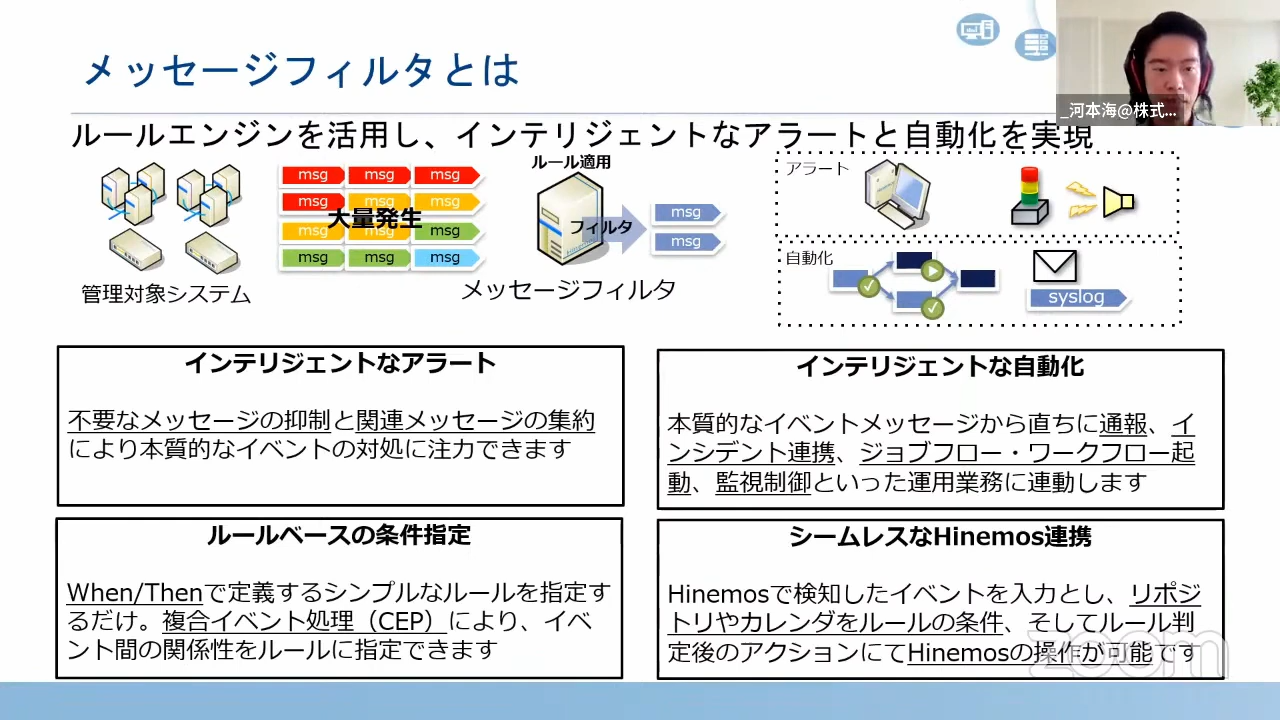 メッセージフィルタとは
_河本海@株式...
ルールエンジンを活用し、インテリジェントなアラートと自動化を実現
管理対象システム
msg msg msg
msg msg msg
大量発生
msg msg msg
msg msg msg
ルール適用
フィルタ
メッセージフィルタ
msg
msg
アラート
自動化
syslog
インテリジェントなアラート
不要なメッセージの抑制と関連メッセージの集約
により本質的なイベントの対処に注力できます
インテリジェントな自動化
本質的なイベントメッセージから直ちに通報、イ
ンシデント連携、ジョブフロー・ワークフロー起
動、監視制御といった運用業務に連動します
ルールベースの条件指定
When/Thenで定義するシンプルなルールを指定す
るだけ。複合イベント処理（CEP）により、イベ
ント間の関係性をルールに指定できます
シームレスなHinemos連携
Hinemosで検知したイベントを入力とし、リポジ
トリやカレンダをルールの条件、そしてルール判
定後のアクションにてHinemosの操作が可能です
zoom